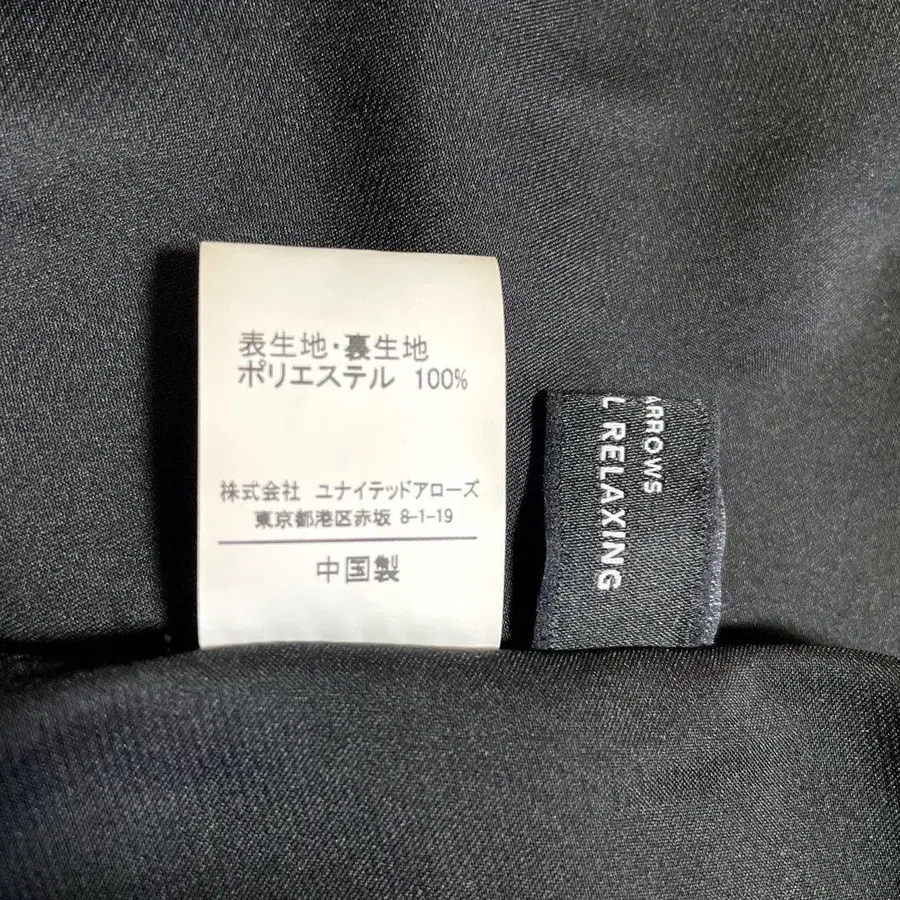 表生地・裏生地
ポリエステル 100%
株式会社 ユナイテッドアローズ
東京都港区赤坂 8-1-19
中国製
ARROWS
L RELAXING